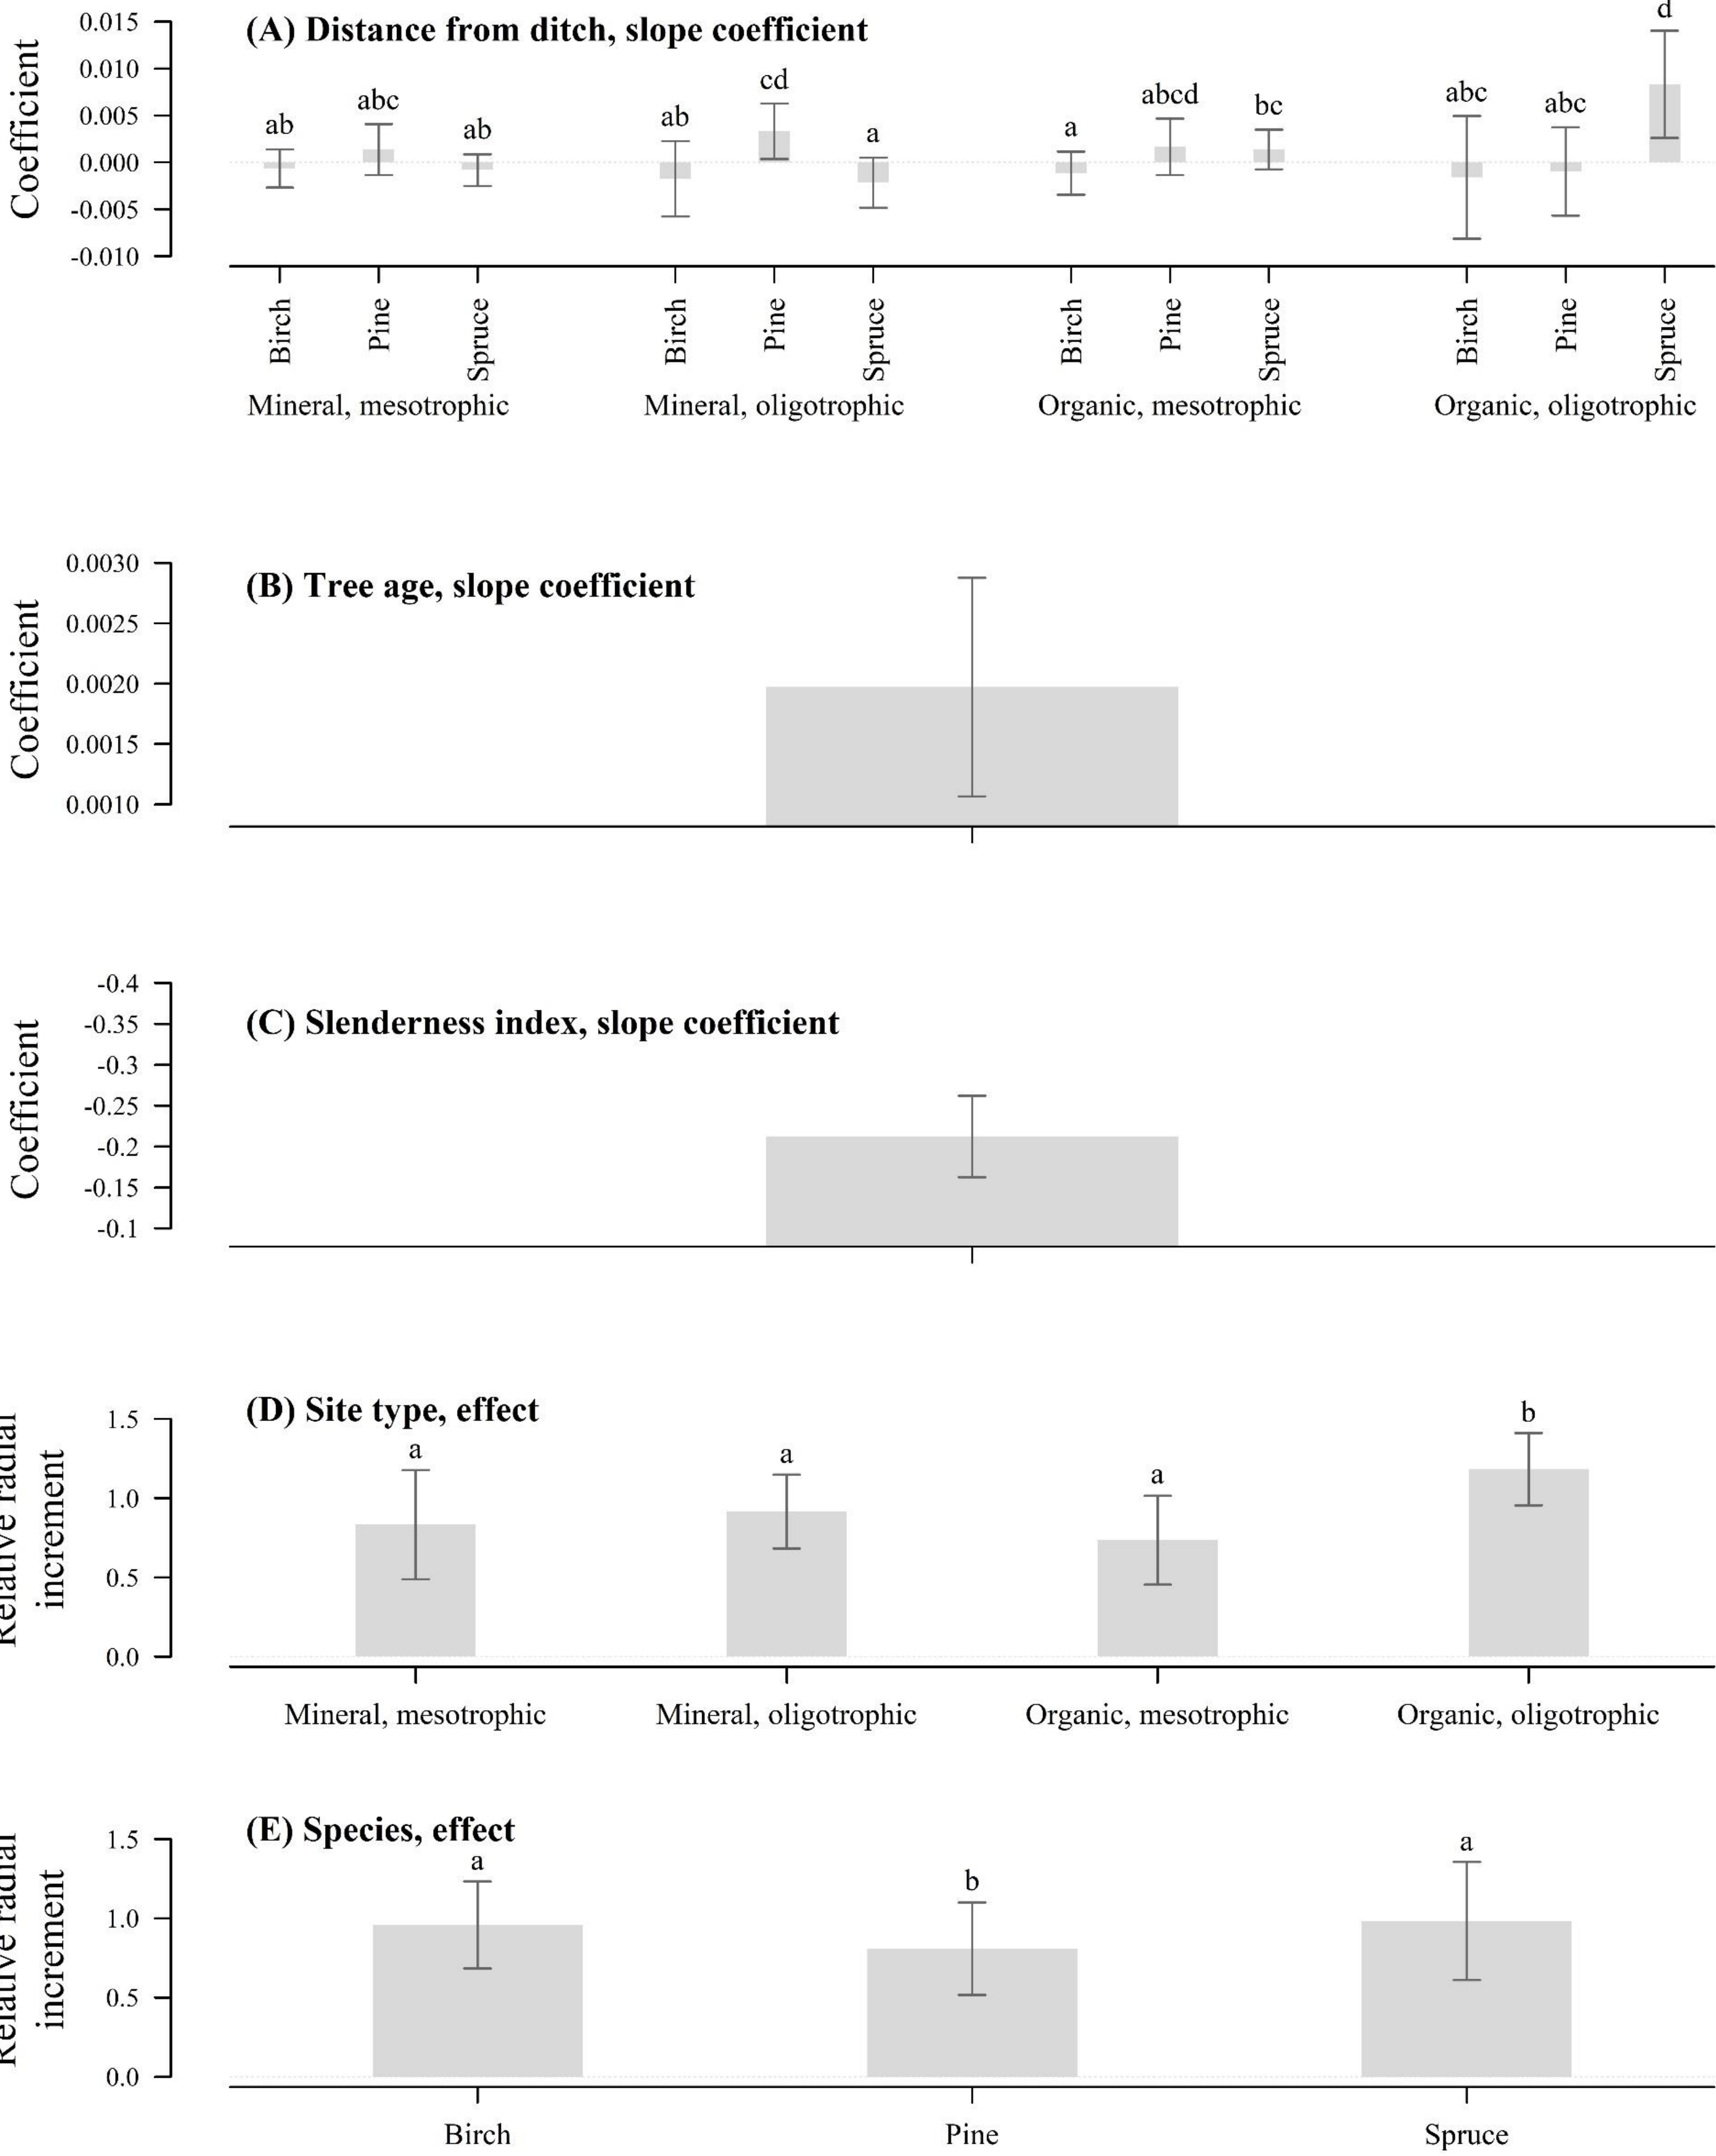 (A) Distance from ditch, slope coefficient
Coefficient
0.015
0.010
0.005
0.000
-0.005
-0.010
ab
abc
ab
ab
cd
a
a
abcd
bc
abc
abc
d
Birch
Pine
Spruce
Birch
Pine
Spruce
Birch
Pine
Spruce
Birch
Pine
Spruce
Mineral, mesotrophic
Mineral, oligotrophic
Organic, mesotrophic
Organic, oligotrophic
(B) Tree age, slope coefficient
Coefficient
0.0030
0.0025
0.0020
0.0015
0.0010
(C) Slenderness index, slope coefficient
Coefficient
-0.4
-0.35
-0.3
-0.25
-0.2
-0.15
-0.1
(D) Site type, effect
Relative radial
increment
1.5
1.0
0.5
0.0
a
a
a
b
Mineral, mesotrophic
Mineral, oligotrophic
Organic, mesotrophic
Organic, oligotrophic
(E) Species, effect
Relative radial
increment
1.5
1.0
0.5
0.0
a
b
a
Birch
Pine
Spruce